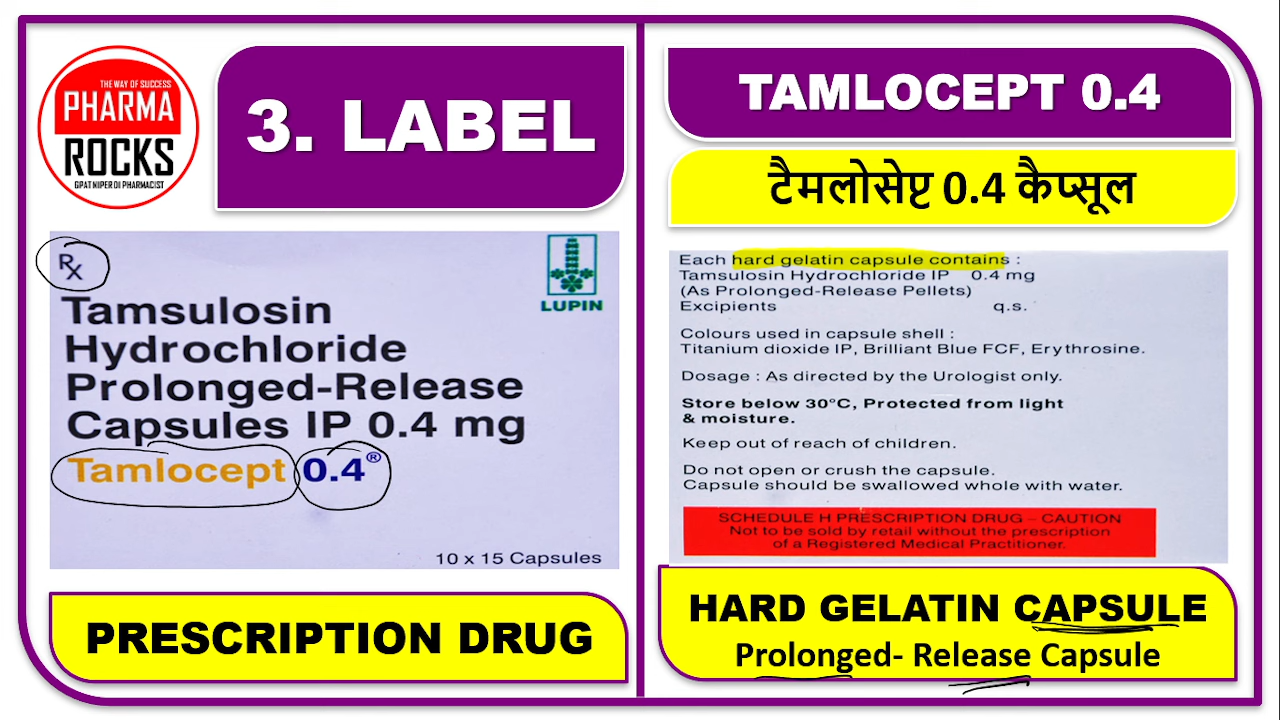 THE WAY OF SUCCESS
PHARMA
ROCKS
GPAT NIPER DI PHARMACIST
3. LABEL
Rx
LUPIN
Tamsulosin
Hydrochloride
Prolonged-Release
Capsules IP 0.4 mg
Tamlocept 0.4®
10 x 15 Capsules
PRESCRIPTION DRUG
TAMLOCEPT 0.4
टैमलोसेप्ट 0.4 कैप्सूल
Each hard gelatin capsule contains :
Tamsulosin Hydrochloride IP 0.4 mg
(As Prolonged-Release Pellets)
Excipients q.s.
Colours used in capsule shell :
Titanium dioxide IP, Brilliant Blue FCF, Erythrosine.
Dosage : As directed by the Urologist only.
Store below 30°C, Protected from light
& moisture.
Keep out of reach of children.
Do not open or crush the capsule.
Capsule should be swallowed whole with water.
SCHEDULE H PRESCRIPTION DRUG – CAUTION
Not to be sold by retail without the prescription
of a Registered Medical Practitioner.
HARD GELATIN CAPSULE
Prolonged- Release Capsule